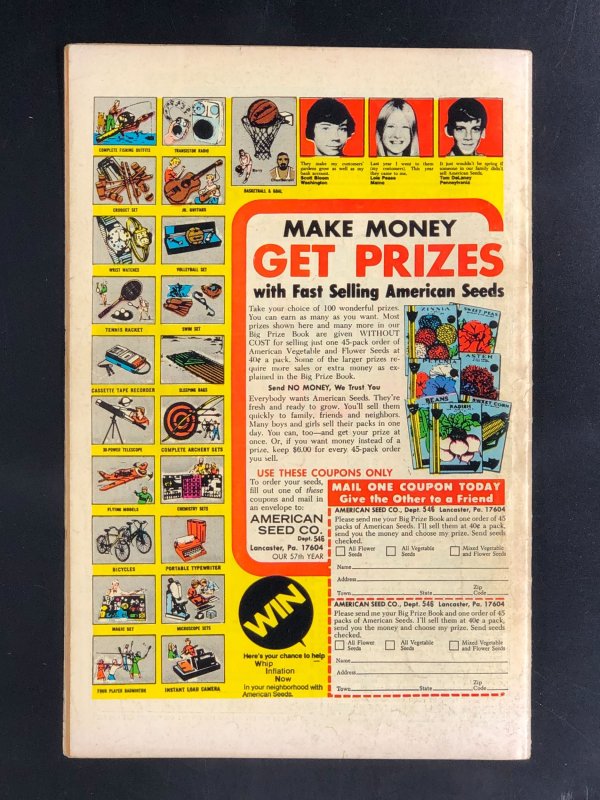 COMPLETE FISHING OUTFITS
TRANSISTOR RADIO
CROQUET SET
JR. GUITARS
WRIST WATCHES
VOLLEYBALL SET
TENNIS RACKET
SWIM SET
CASSETTE TAPE RECORDER
SLEEPING BAGS
30-POWER TELESCOPE
COMPLETE ARCHERY SETS
FLYING MODELS
CHEMISTRY SETS
BICYCLES
PORTABLE TYPEWRITER
MAGIC SET
MICROSCOPE SETS
FOUR PLAYER BADMINTON
INSTANT LOAD CAMERA
BASKETBALL & GOAL
They make my customers'
gardens grow as well as my
bank account.
Scott Bloom
Washington
Last year I went to them
(my customers). This year
they came to me.
Lois Pease
Maine
It just wouldn't be spring if
someone in our family didn't
sell American Seeds.
Tom DeLaney
Pennsylvania
MAKE MONEY
GET PRIZES
with Fast Selling American Seeds
Take your choice of 100 wonderful prizes.
You can earn as many as you want. Most
prizes shown here and many more in our
Big Prize Book are given WITHOUT
COST for selling just one 45-pack order of
American Vegetable and Flower Seeds at
40¢ a pack. Some of the larger prizes re-
quire more sales or extra money as ex-
plained in the Big Prize Book.
Send NO MONEY, We Trust You
Everybody wants American Seeds. They're
fresh and ready to grow. You'll sell them
quickly to family, friends and neighbors.
Many boys and girls sell their packs in one
day. You can, too—and get your prize at
once. Or, if you want money instead of a
prize, keep $6.00 for every 45-pack order
you sell.
ZINNIA
SWEET PEAS
ASTER
BEANS
RADISH
SWEET CORN
USE THESE COUPONS ONLY
To order your seeds,
fill out one of these
coupons and mail in
an envelope to:
AMERICAN
SEED CO.
Dept. 546
Lancaster, Pa. 17604
OUR 57th YEAR
WIN
Here's your chance to help
Whip
Inflation
Now
in your neighborhood with
American Seeds.
MAIL ONE COUPON TODAY
Give the Other to a Friend
AMERICAN SEED CO., Dept. 546 Lancaster, Pa. 17604
Please send me your Big Prize Book and one order of 45
packs of American Seeds. I'll sell them at 40¢ a pack,
send you the money and choose my prize. Send seeds
checked.
All Flower Seeds
All Vegetable Seeds
Mixed Vegetable and Flower Seeds
Name
Address
Town State Zip Code
AMERICAN SEED CO., Dept. 546 Lancaster, Pa. 17604
Please send me your Big Prize Book and one order of 45
packs of American Seeds. I'll sell them at 40¢ a pack,
send you the money and choose my prize. Send seeds
checked.
All Flower Seeds
All Vegetable Seeds
Mixed Vegetable and Flower Seeds
Name
Address
Town State Zip Code